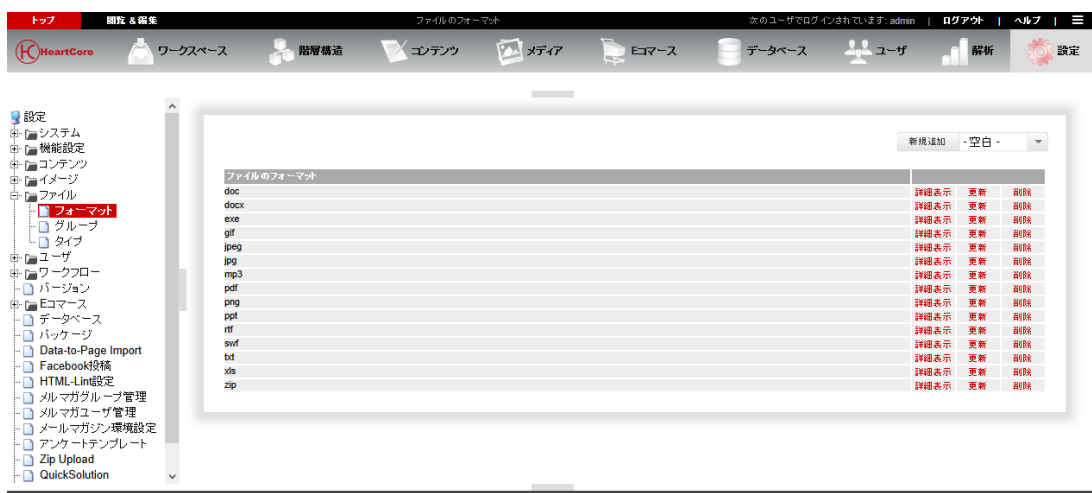 トップ 閲覧 & 編集 ファイルのフォーマット 次のユーザでログインされています: admin | ログアウト | ヘルプ |
HeartCore ワークスペース 階層構造 コンテンツ メディア Eコマース データベース ユーザ 解析 設定
設定
システム
機能設定
コンテンツ
イメージ
ファイル
フォーマット
グループ
タイプ
ユーザ
ワークフロー
バージョン
Eコマース
データベース
パッケージ
Data-to-Page Import
Facebook投稿
HTML-Lint設定
メルマガグループ管理
メルマガユーザ管理
メールマガジン環境設定
アンケートテンプレート
Zip Upload
QuickSolution
新規追加 - 空白 -
ファイルのフォーマット
doc 詳細表示 更新 削除
docx 詳細表示 更新 削除
exe 詳細表示 更新 削除
gif 詳細表示 更新 削除
jpeg 詳細表示 更新 削除
jpg 詳細表示 更新 削除
mp3 詳細表示 更新 削除
pdf 詳細表示 更新 削除
png 詳細表示 更新 削除
ppt 詳細表示 更新 削除
rtf 詳細表示 更新 削除
swf 詳細表示 更新 削除
txt 詳細表示 更新 削除
xls 詳細表示 更新 削除
zip 詳細表示 更新 削除